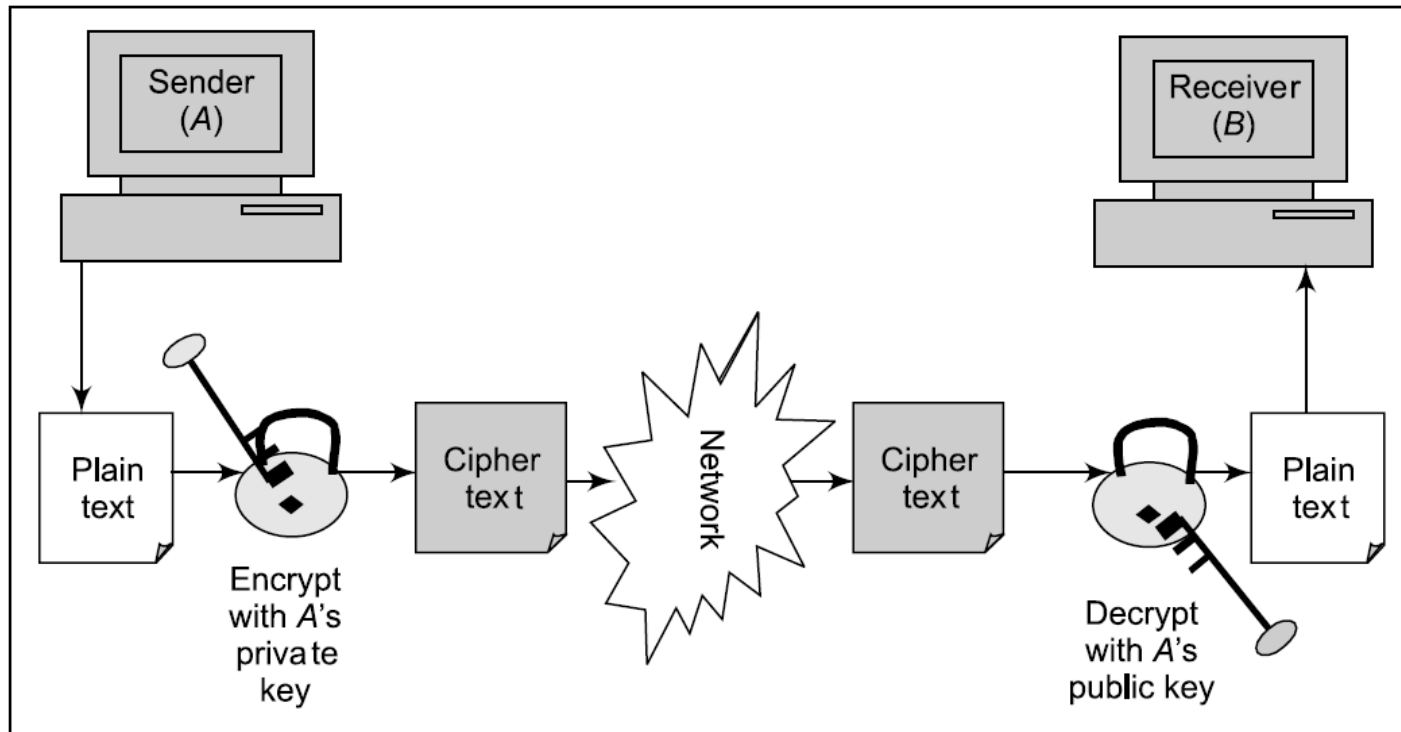 Sender
(A)
Receiver
(B)
Plain
text
Encrypt
with A's
private
key
Cipher
text
Network
Cipher
text
Decrypt
with A's
public key
Plain
text